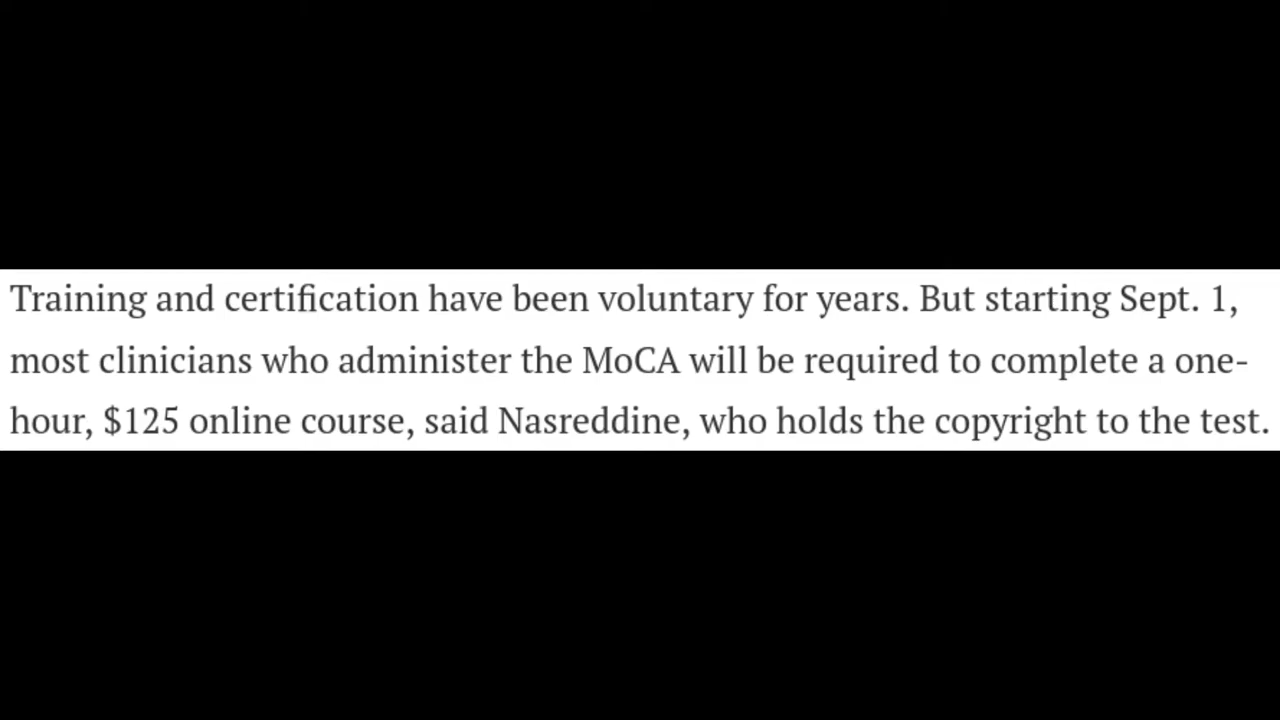 Training and certification have been voluntary for years. But starting Sept. 1,
most clinicians who administer the MoCA will be required to complete a one-
hour, $125 online course, said Nasreddine, who holds the copyright to the test.